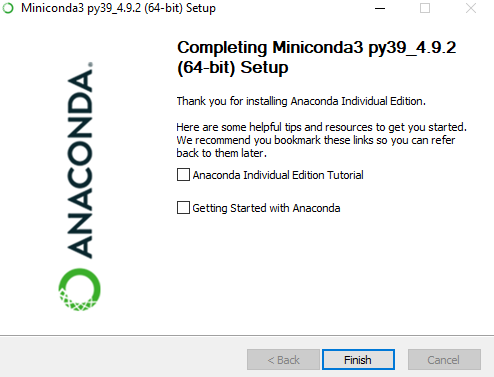 Miniconda3 py39_4.9.2 (64-bit) Setup
Completing Miniconda3 py39_4.9.2
(64-bit) Setup
Thank you for installing Anaconda Individual Edition.
Here are some helpful tips and resources to get you started.
We recommend you bookmark these links so you can refer
back to them later.
Anaconda Individual Edition Tutorial
Getting Started with Anaconda
ANACONDA.
< Back
Finish
Cancel